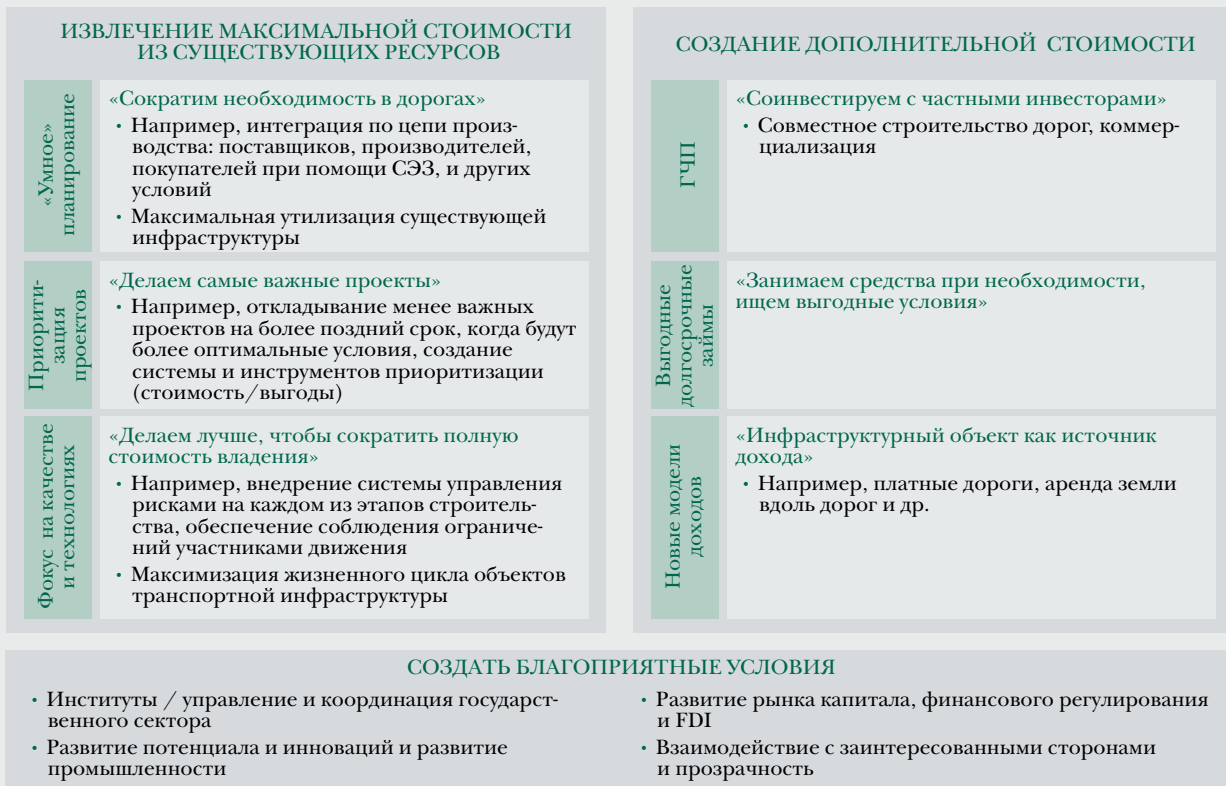 ИЗВЛЕЧЕНИЕ МАКСИМАЛЬНОЙ СТОИМОСТИ
ИЗ СУЩЕСТВУЮЩИХ РЕСУРСОВ
«Умное»
планирование
«Сократим необходимость в дорогах»
• Например, интеграция по цепи произ-
водства: поставщиков, производителей,
покупателей при помощи СЭЗ, и других
условий
• Максимальная утилизация существующей
инфраструктуры
Приорити-
зация
проектов
«Делаем самые важные проекты»
• Например, откладывание менее важных
проектов на более поздний срок, когда будут
более оптимальные условия, создание
системы и инструментов приоритизации
(стоимость/выгоды)
Фокус на качестве
и технологиях
«Делаем лучше, чтобы сократить полную
стоимость владения»
• Например, внедрение системы управления
рисками на каждом из этапов строитель-
ства, обеспечение соблюдения ограниче-
ний участниками движения
• Максимизация жизненного цикла объектов
транспортной инфраструктуры
СОЗДАНИЕ ДОПОЛНИТЕЛЬНОЙ СТОИМОСТИ
ГЧП
«Соинвестируем с частными инвесторами»
• Совместное строительство дорог, коммер-
циализация
Выгодные
долгосрочные
займы
«Занимаем средства при необходимости,
ищем выгодные условия»
Новые модели
доходов
«Инфраструктурный объект как источник
дохода»
• Например, платные дороги, аренда земли
вдоль дорог и др.
СОЗДАТЬ БЛАГОПРИЯТНЫЕ УСЛОВИЯ
• Институты / управление и координация государст-
венного сектора
• Развитие потенциала и инноваций и развитие
промышленности
• Развитие рынка капитала, финансового регулирования
и FDI
• Взаимодействие с заинтересованными сторонами
и прозрачность